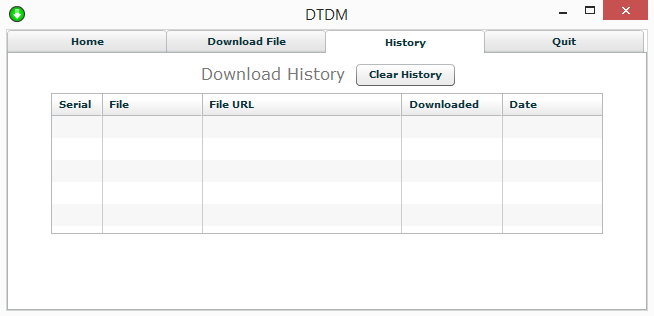 DTDM
Home Download File History Quit
Download History Clear History
Serial File File URL Downloaded Date